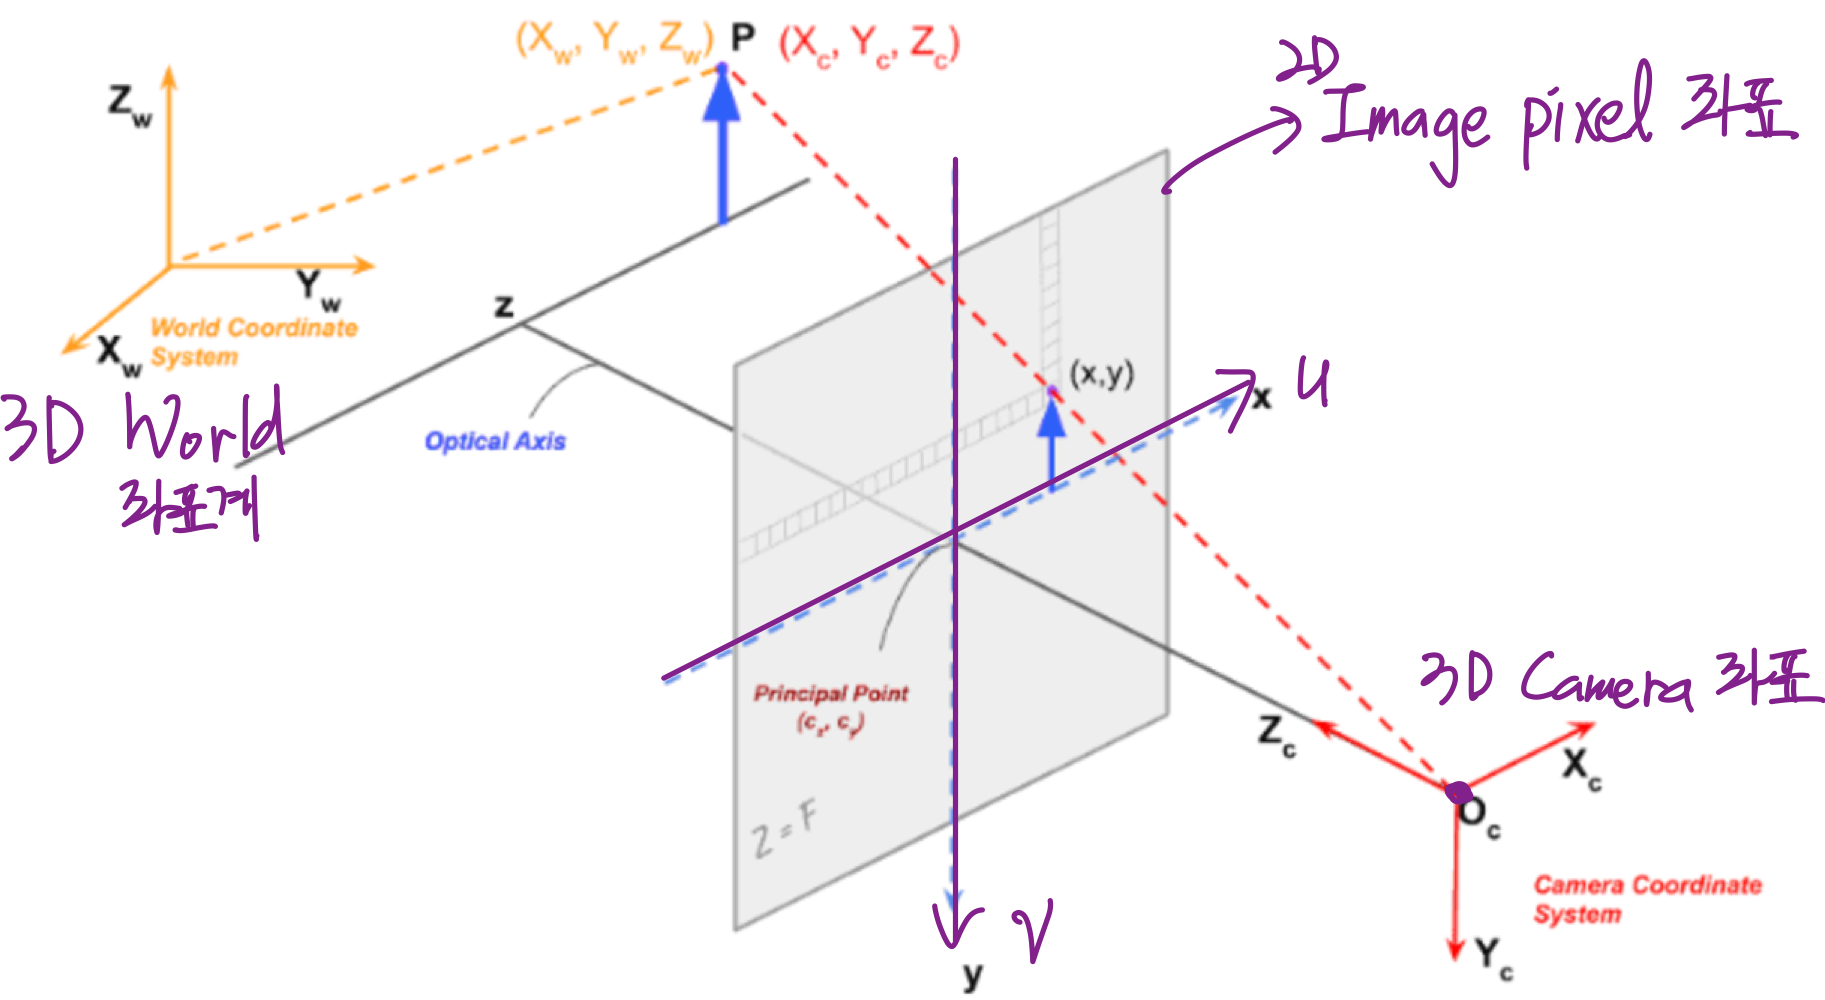 (Xw, Yw, Zw) P (Xc, Yc, Zc)
2D
Image pixel 좌표
Zw
Yw
Xw
World Coordinate
System
3D World
좌표계
z
Optical Axis
(x,y)
x u
Principal Point
(cx, cy)
Z=F
y v
3D Camera 좌표
Zc
Xc
Oc
Yc
Camera Coordinate
System